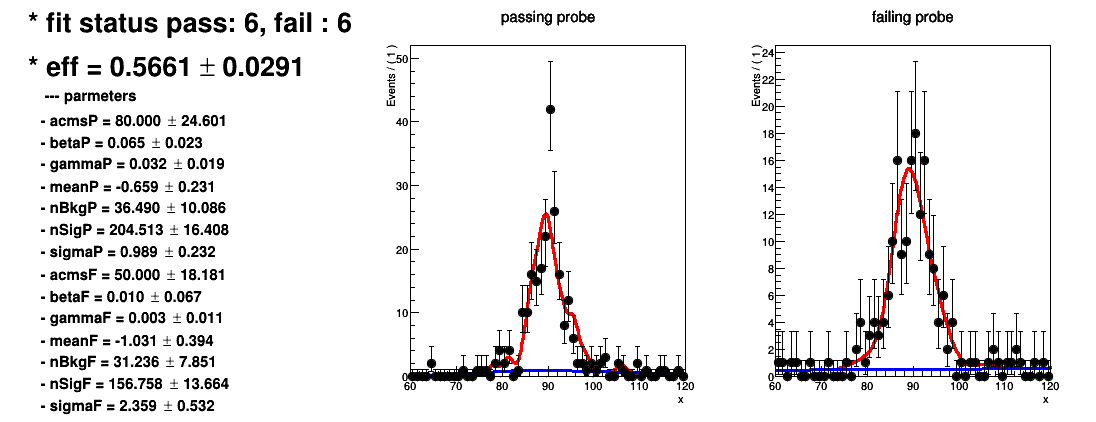 * fit status pass: 6, fail : 6
* eff = 0.5661 ± 0.0291
--- parmeters
- acmsP = 80.000 ± 24.601
- betaP = 0.065 ± 0.023
- gammaP = 0.032 ± 0.019
- meanP = -0.659 ± 0.231
- nBkgP = 36.490 ± 10.086
- nSigP = 204.513 ± 16.408
- sigmaP = 0.989 ± 0.232
- acmsF = 50.000 ± 18.181
- betaF = 0.010 ± 0.067
- gammaF = 0.003 ± 0.011
- meanF = -1.031 ± 0.394
- nBkgF = 31.236 ± 7.851
- nSigF = 156.758 ± 13.664
- sigmaF = 2.359 ± 0.532
passing probe
Events / ( 1 )
50
40
30
20
10
0
60 70 80 90 100 110 120
x
failing probe
Events / ( 1 )
24
22
20
18
16
14
12
10
8
6
4
2
0
60 70 80 90 100 110 120
x